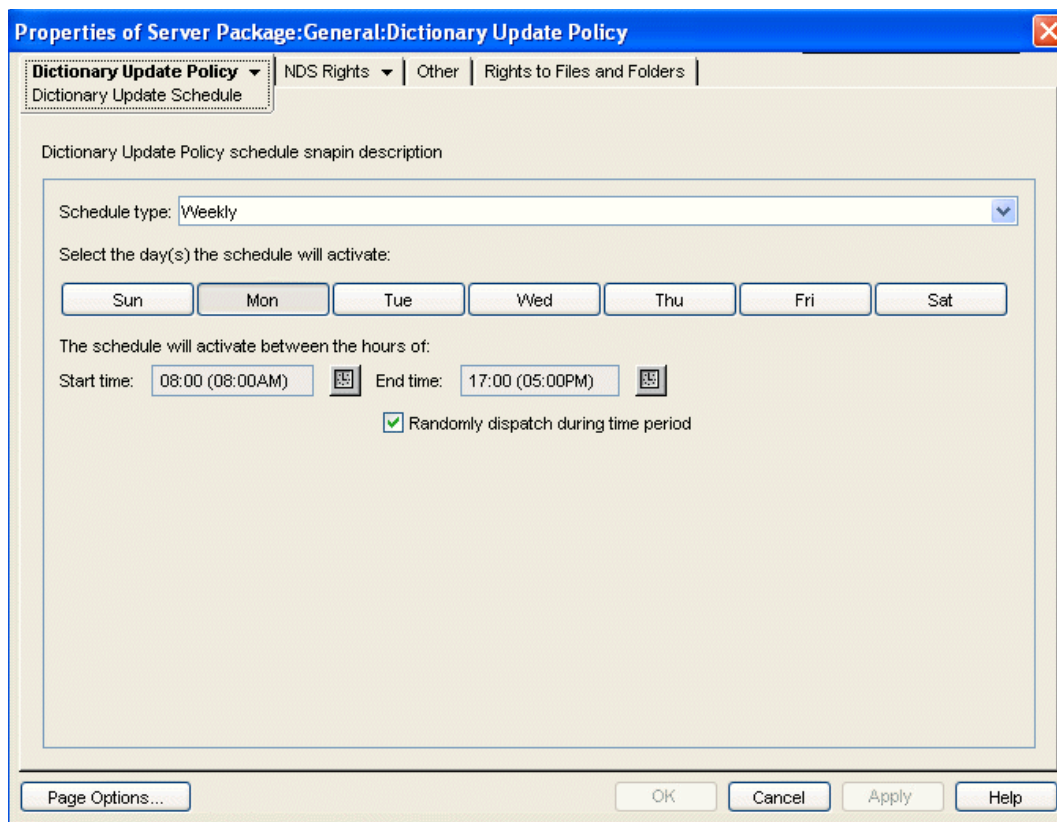 Properties of Server Package:General:Dictionary Update Policy
Dictionary Update Policy NDS Rights Other Rights to Files and Folders
Dictionary Update Schedule
Dictionary Update Policy schedule snapin description
Schedule type: Weekly
Select the day(s) the schedule will activate:
Sun Mon Tue Wed Thu Fri Sat
The schedule will activate between the hours of:
Start time: 08:00 (08:00AM) End time: 17:00 (05:00PM)
Randomly dispatch during time period
Page Options... OK Cancel Apply Help